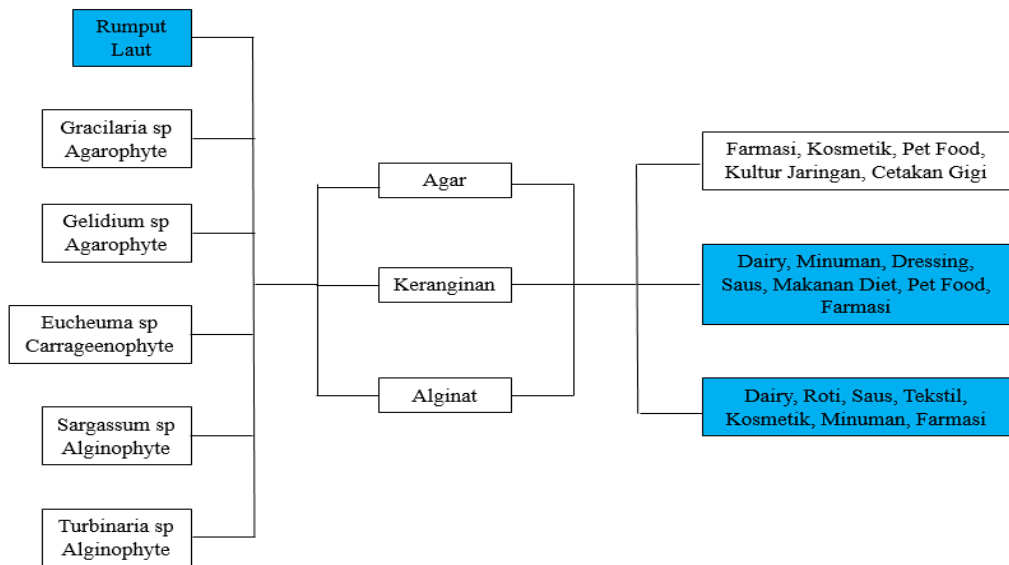 Rumput
Laut
Gracilaria sp
Agarophyte
Gelidium sp
Agarophyte
Eucheuma sp
Carrageenophyte
Sargassum sp
Alginophyte
Turbinaria sp
Alginophyte
Agar
Keranginan
Alginat
Farmasi, Kosmetik, Pet Food,
Kultur Jaringan, Cetakan Gigi
Dairy, Minuman, Dressing,
Saus, Makanan Diet, Pet Food,
Farmasi
Dairy, Roti, Saus, Tekstil,
Kosmetik, Minuman, Farmasi